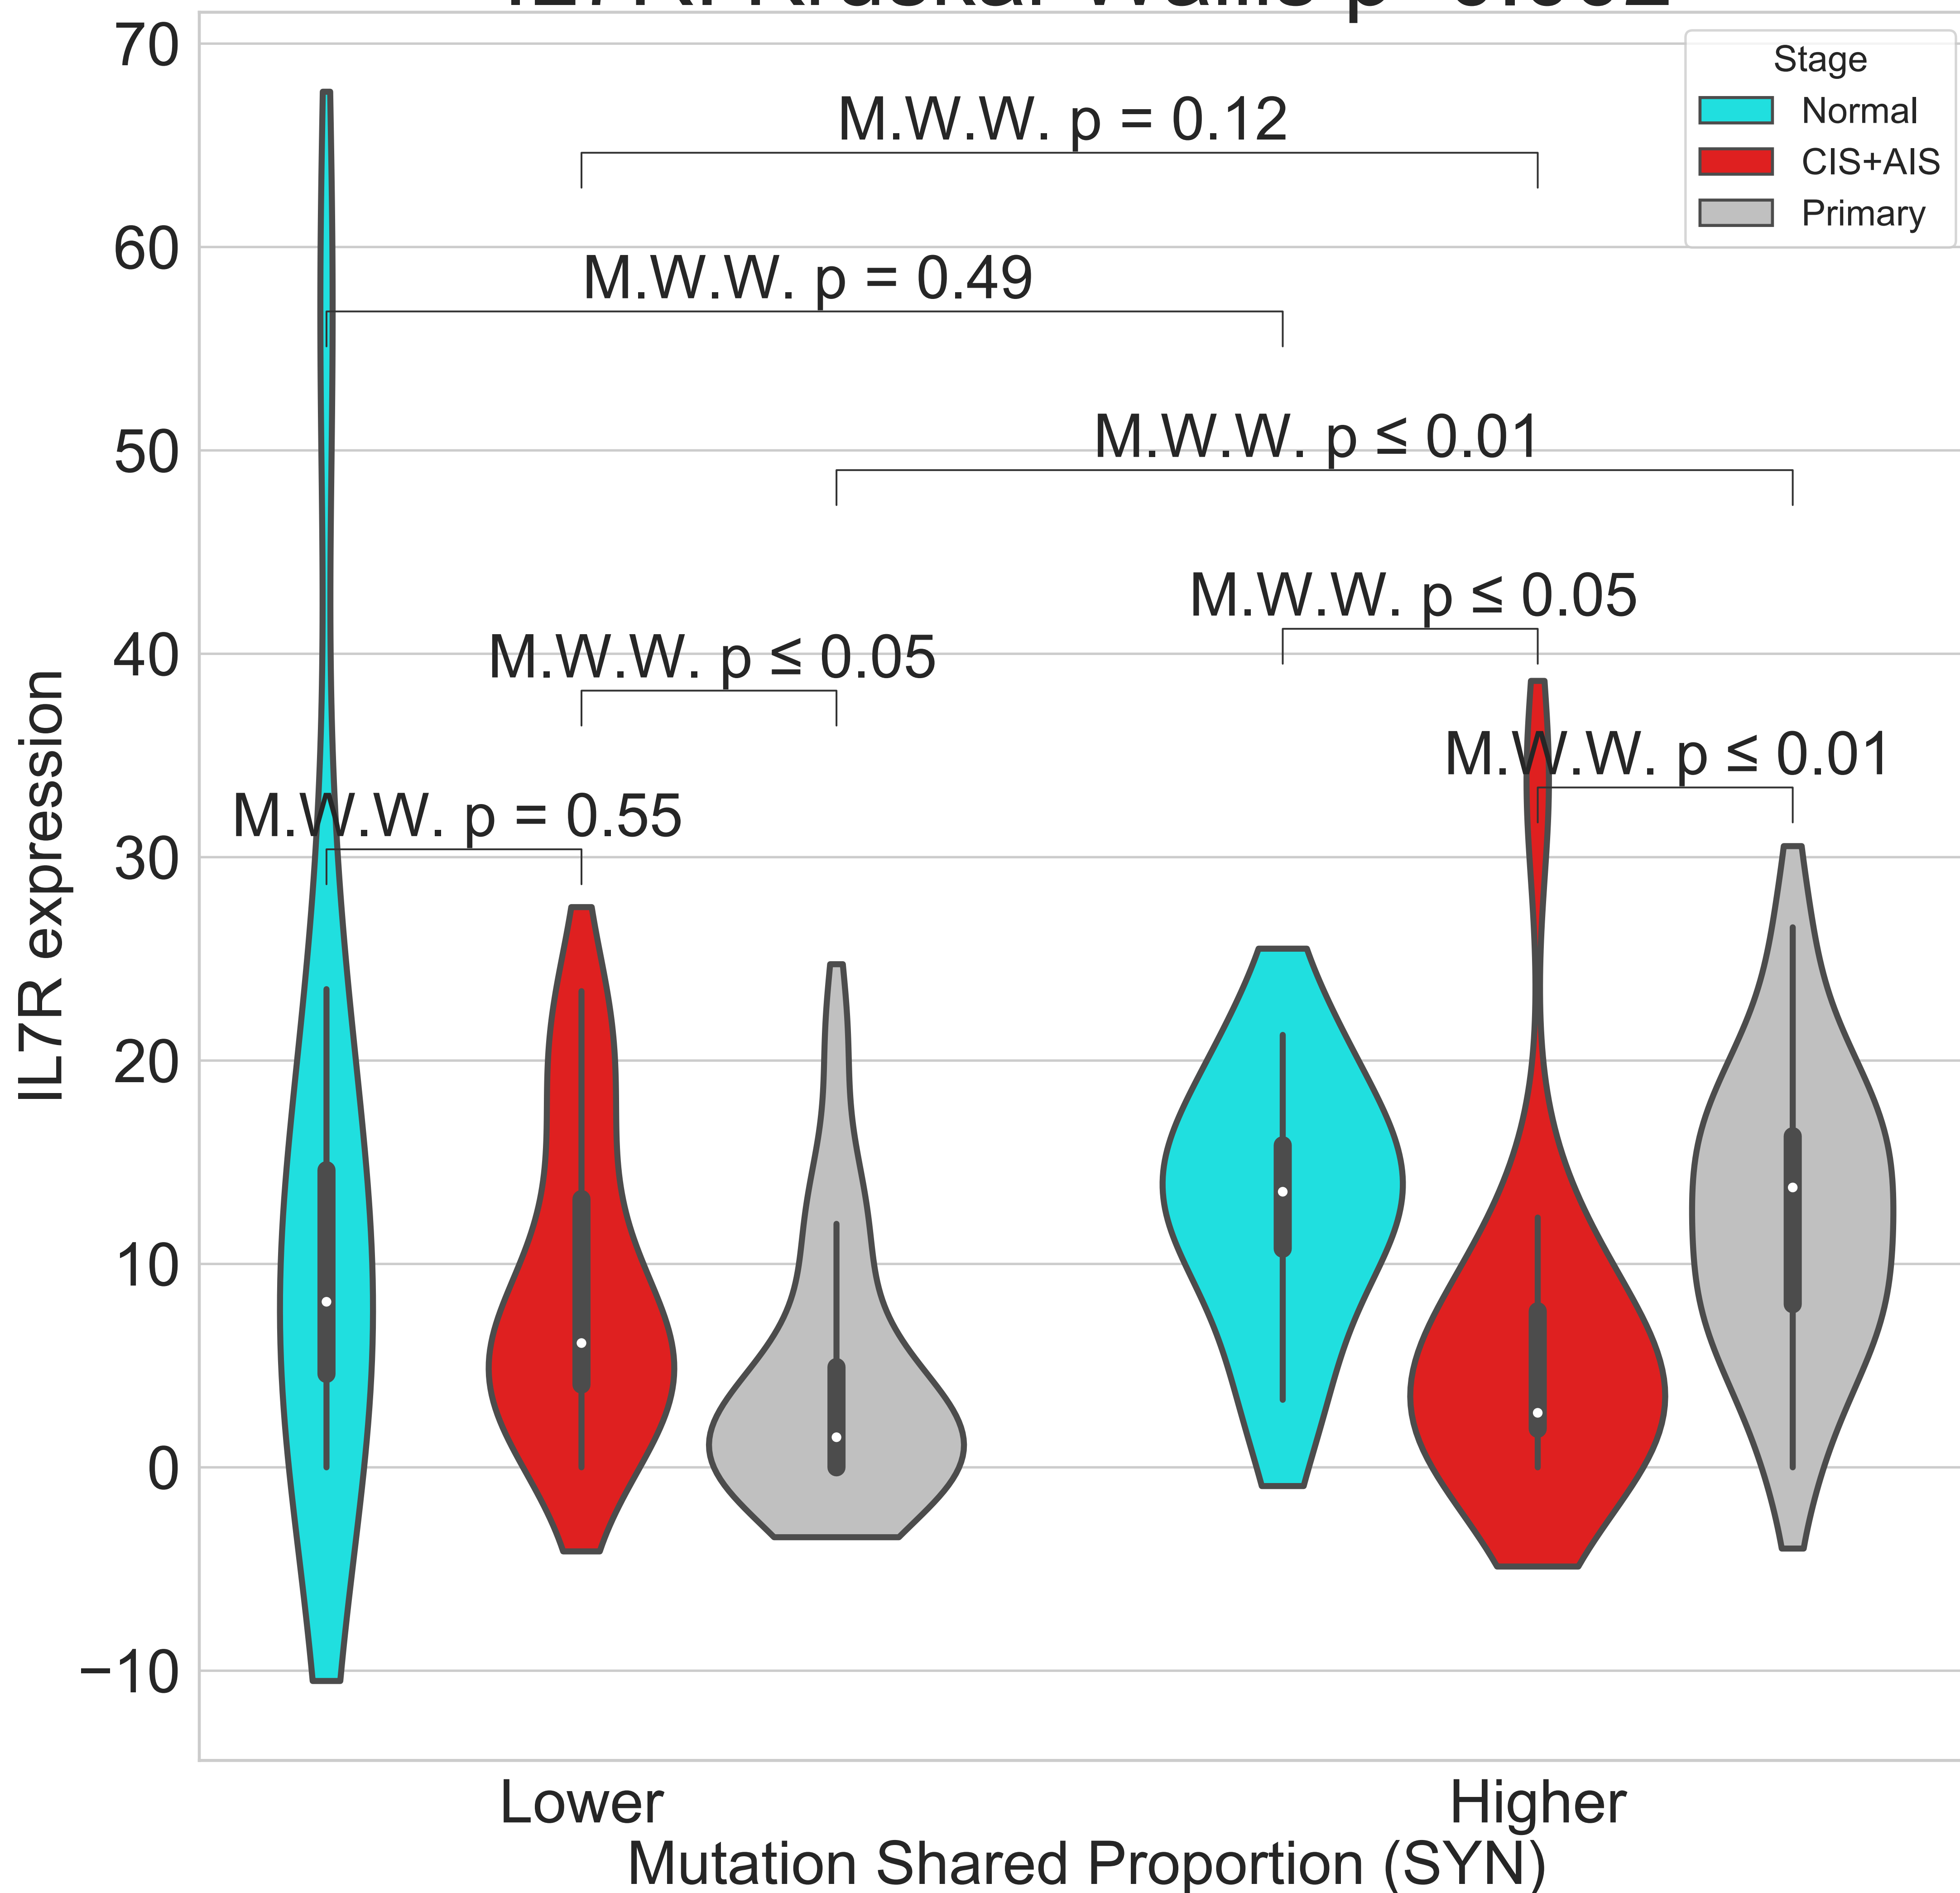 70
Stage
Normal
CIS+AIS
Primary
M.W.W. p = 0.12
60
M.W.W. p = 0.49
50
M.W.W. p ≤ 0.01
M.W.W. p ≤ 0.05
40
M.W.W. p ≤ 0.05
M.W.W. p ≤ 0.01
M.W.W. p = 0.55
30
IL7R expression
20
10
0
−10
Lower
Higher
Mutation Shared Proportion (SYN)